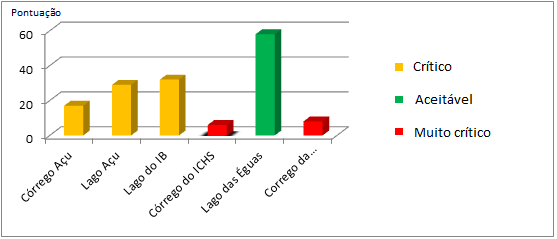 Pontuação
60
40
20
0
Córrego Açu
Lago Açu
Lago do IB
Córrego do ICHS
Lago das Éguas
Corrego da...
Crítico
Aceitável
Muito crítico